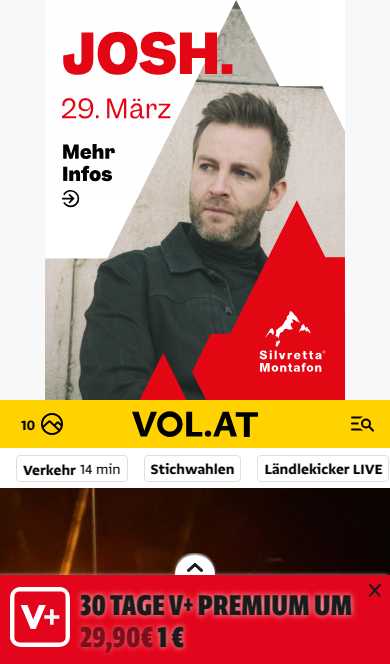 JOSH.
29. März
Mehr
Infos
Silvretta
Montafon
10
VOL.AT
Verkehr 14 min
Stichwahlen
Ländlekicker LIVE
V+
30 TAGE V+ PREMIUM UM
29,90€ 1 €